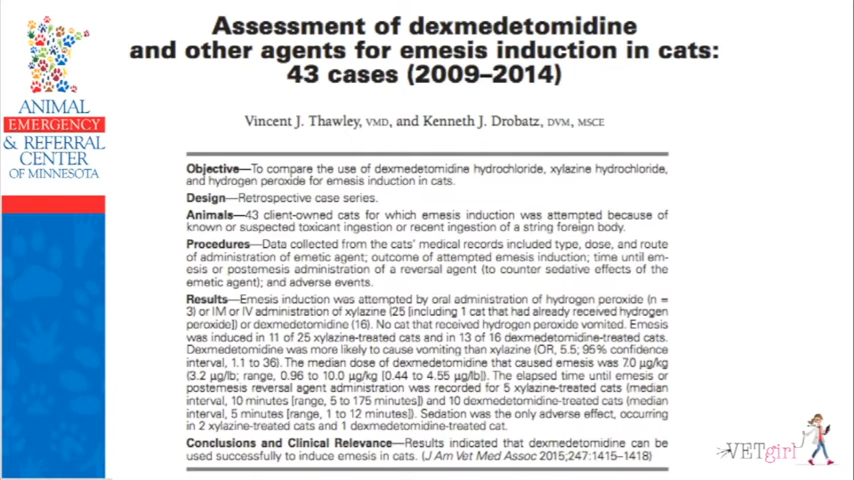 Assessment of dexmedetomidine
and other agents for emesis induction in cats:
43 cases (2009–2014)
ANIMAL
EMERGENCY
& REFERRAL
CENTER
OF MINNESOTA
Vincent J. Thawley, VMD, and Kenneth J. Drobatz, DVM, MSCE
Objective—To compare the use of dexmedetomidine hydrochloride, xylazine hydrochloride,
and hydrogen peroxide for emesis induction in cats.
Design—Retrospective case series.
Animals—43 client-owned cats for which emesis induction was attempted because of
known or suspected toxicant ingestion or recent ingestion of a string foreign body.
Procedures—Data collected from the cats' medical records included type, dose, and route
of administration of emetic agent; outcome of attempted emesis induction; time until em-
esis or postemesis administration of a reversal agent (to counter sedative effects of the
emetic agent); and adverse events.
Results—Emesis induction was attempted by oral administration of hydrogen peroxide (n =
3) or IM or IV administration of xylazine (25 [including 1 cat that had already received hydrogen
peroxide]) or dexmedetomidine (16). No cat that received hydrogen peroxide vomited. Emesis
was induced in 11 of 25 xylazine-treated cats and in 13 of 16 dexmedetomidine-treated cats.
Dexmedetomidine was more likely to cause vomiting than xylazine (OR, 5.5; 95% confidence
interval, 1.1 to 36). The median dose of dexmedetomidine that caused emesis was 7.0 µg/kg
(3.2 µg/lb; range, 0.96 to 10.0 µg/kg [0.44 to 4.55 µg/lb]). The elapsed time until emesis or
postemesis reversal agent administration was recorded for 5 xylazine-treated cats (median
interval, 10 minutes [range, 5 to 175 minutes]) and 10 dexmedetomidine-treated cats (median
interval, 5 minutes [range, 1 to 12 minutes]). Sedation was the only adverse effect, occurring
in 2 xylazine-treated cats and 1 dexmedetomidine-treated cat.
Conclusions and Clinical Relevance—Results indicated that dexmedetomidine can be
used successfully to induce emesis in cats. (J Am Vet Med Assoc 2015;247:1415–1418)
VETgirl